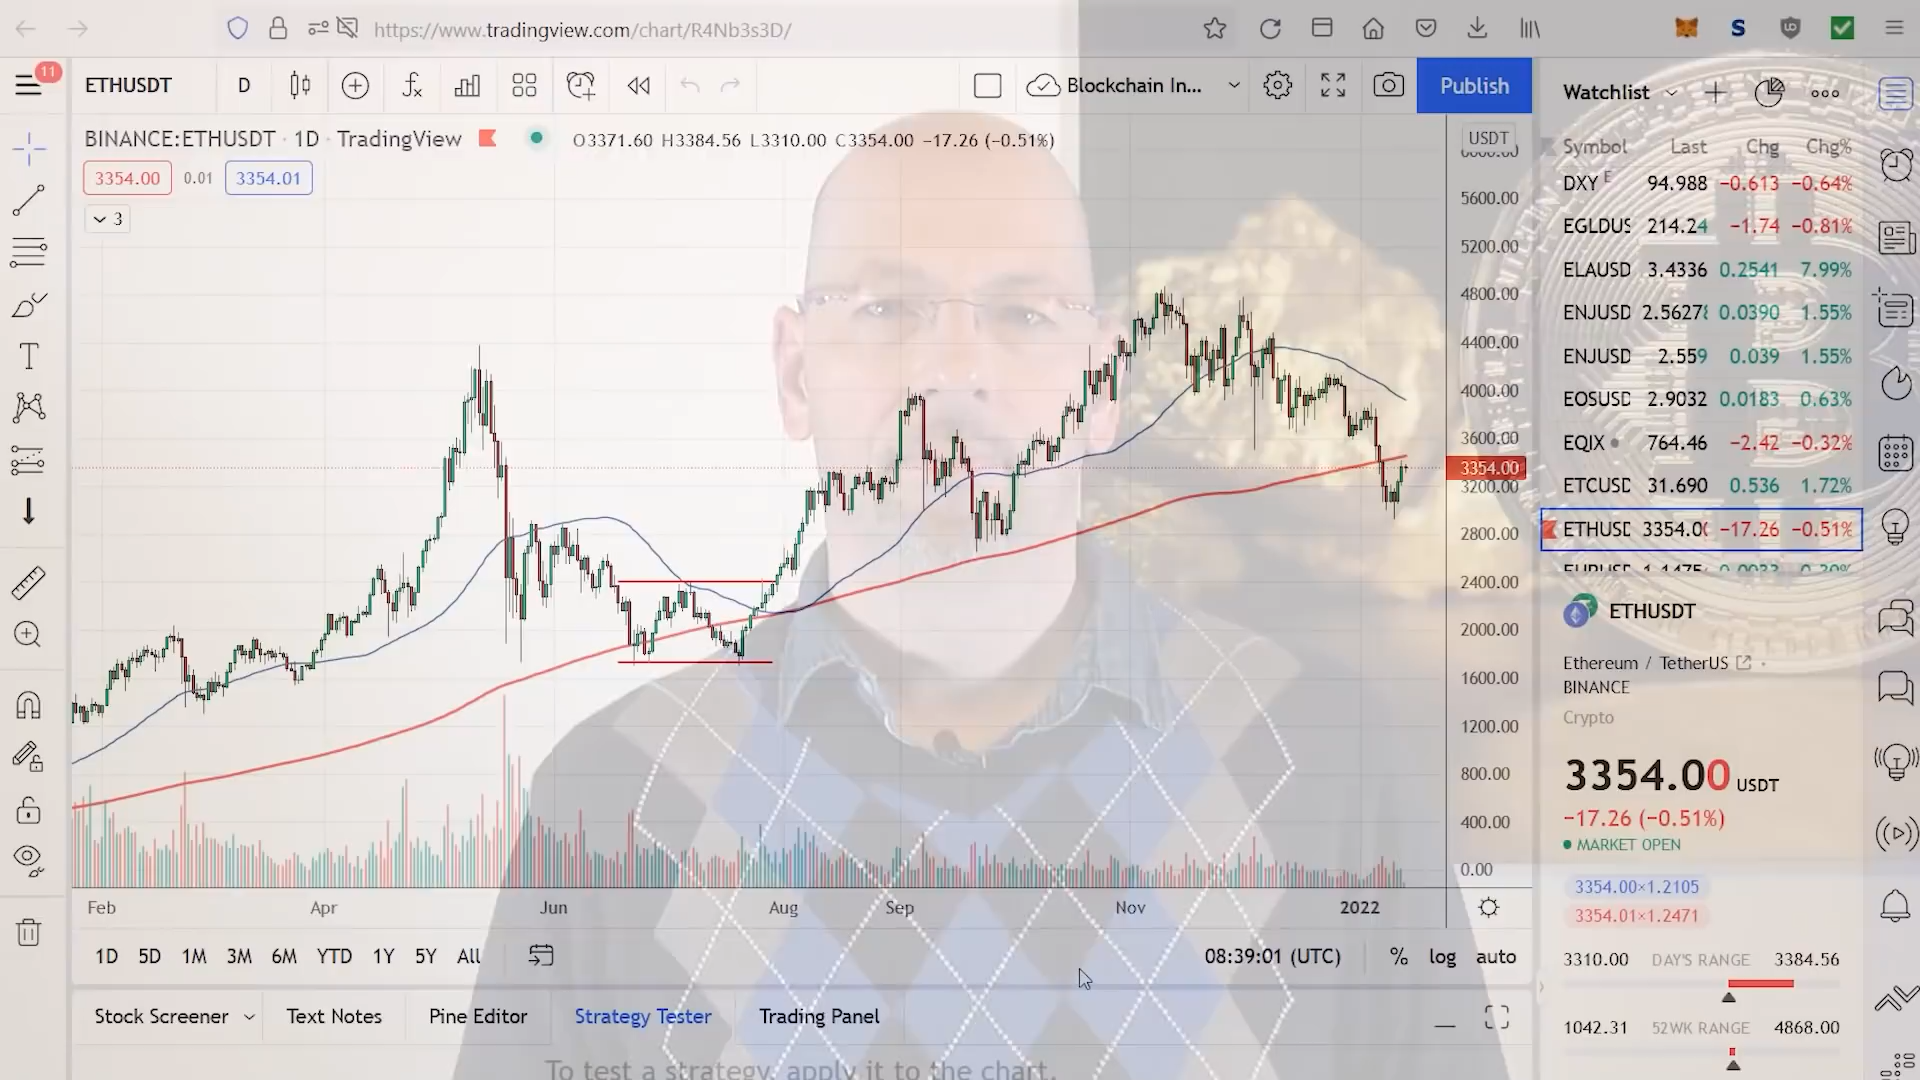 https://www.tradingview.com/chart/R4Nb3s3D/
11
ETHUSDT D Blockchain In... Publish
BINANCE:ETHUSDT · 1D · TradingView O3371.60 H3384.56 L3310.00 C3354.00 −17.26 (−0.51%)
3354.00 0.01 3354.01
3
USDT
5600.00
5200.00
4800.00
4400.00
4000.00
3600.00
3354.00
3200.00
2800.00
2400.00
2000.00
1600.00
1200.00
800.00
400.00
0.00
Feb Apr Jun Aug Sep Nov 2022
1D 5D 1M 3M 6M YTD 1Y 5Y All 08:39:01 (UTC) % log auto
Stock Screener Text Notes Pine Editor Strategy Tester Trading Panel
To test a strategy, apply it to the chart.
Watchlist
Symbol Last Chg Chg%
DXY E 94.988 −0.613 −0.64%
EGLDUS 214.24 −1.74 −0.81%
ELAUSD 3.4336 0.2541 7.99%
ENJUSD 2.5627 0.0390 1.55%
ENJUSD 2.559 0.039 1.55%
EOSUSD 2.9032 0.0183 0.63%
EQIX 764.46 −2.42 −0.32%
ETCUSD 31.690 0.536 1.72%
ETHUSD 3354.0 −17.26 −0.51%
ETHUSDT
Ethereum / TetherUS
BINANCE
Crypto
3354.00 USDT
−17.26 (−0.51%)
MARKET OPEN
3354.00×1.2105
3354.01×1.2471
3310.00 DAY'S RANGE 3384.56
1042.31 52WK RANGE 4868.00